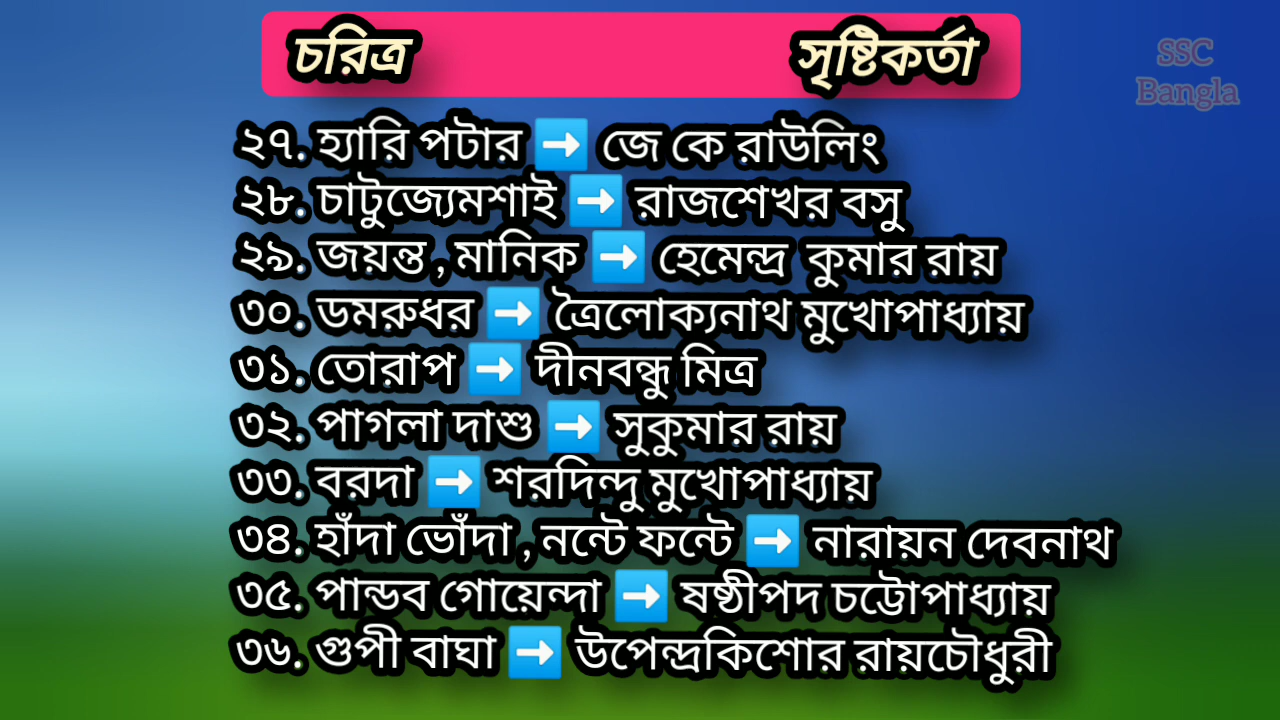 চরিত্র সৃষ্টিকর্তা
SSC
Bangla
২৭. হ্যারি পটার ➡ জে কে রাউলিং
২৮. চাটুজ্যেমশাই ➡ রাজশেখর বসু
২৯. জয়ন্ত , মানিক ➡ হেমেন্দ্র কুমার রায়
৩০. ডমরুধর ➡ ত্রৈলোক্যনাথ মুখোপাধ্যায়
৩১. তোরাপ ➡ দীনবন্ধু মিত্র
৩২. পাগলা দাশু ➡ সুকুমার রায়
৩৩. বরদা ➡ শরদিন্দু মুখোপাধ্যায়
৩৪. হাঁদা ভোঁদা , নন্টে ফন্টে ➡ নারায়ন দেবনাথ
৩৫. পান্ডব গোয়েন্দা ➡ ষষ্ঠীপদ চট্টোপাধ্যায়
৩৬. গুপী বাঘা ➡ উপেন্দ্রকিশোর রায়চৌধুরী